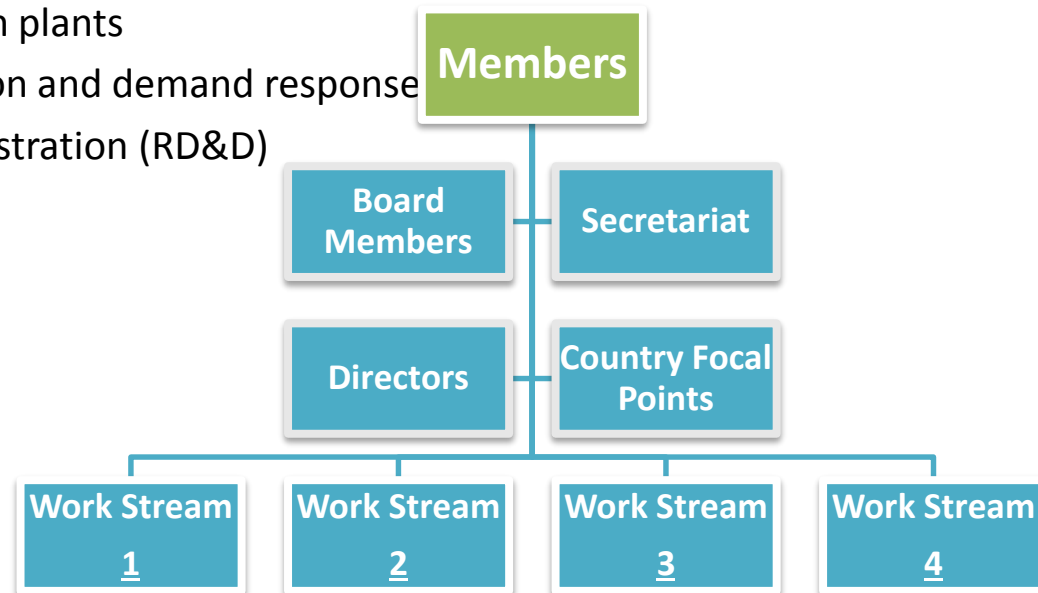 plants
on and demand response
stration (RD&D)
Members
Board
Members
Secretariat
Directors
Country Focal
Points
Work Stream
1
Work Stream
2
Work Stream
3
Work Stream
4